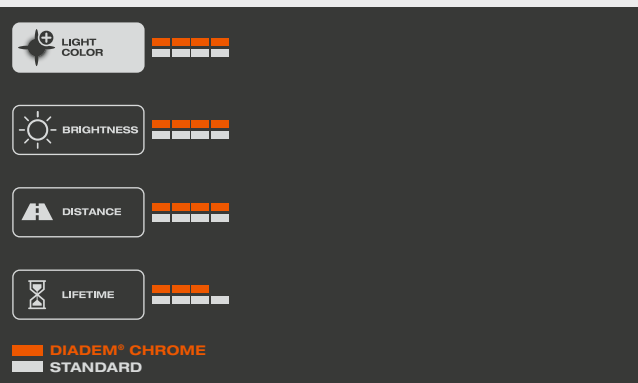 LIGHT
COLOR
BRIGHTNESS
DISTANCE
LIFETIME
DIADEM® CHROME
STANDARD